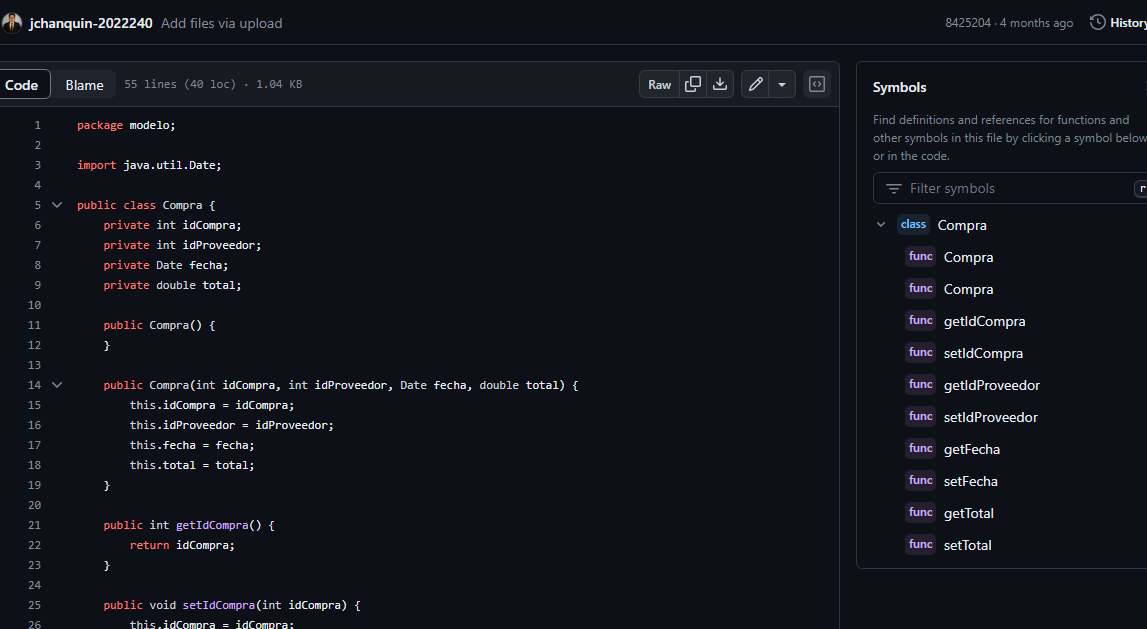 jchanquin-2022240 Add files via upload 8425204 · 4 months ago History
Code Blame 55 lines (40 loc) · 1.04 KB Raw
1 package modelo;
2
3 import java.util.Date;
4
5 public class Compra {
6 private int idCompra;
7 private int idProveedor;
8 private Date fecha;
9 private double total;
10
11 public Compra() {
12 }
13
14 public Compra(int idCompra, int idProveedor, Date fecha, double total) {
15 this.idCompra = idCompra;
16 this.idProveedor = idProveedor;
17 this.fecha = fecha;
18 this.total = total;
19 }
20
21 public int getIdCompra() {
22 return idCompra;
23 }
24
25 public void setIdCompra(int idCompra) {
26 this.idCompra = idCompra;
Symbols
Find definitions and references for functions and
other symbols in this file by clicking a symbol below
or in the code.
Filter symbols r
class Compra
func Compra
func Compra
func getIdCompra
func setIdCompra
func getIdProveedor
func setIdProveedor
func getFecha
func setFecha
func getTotal
func setTotal